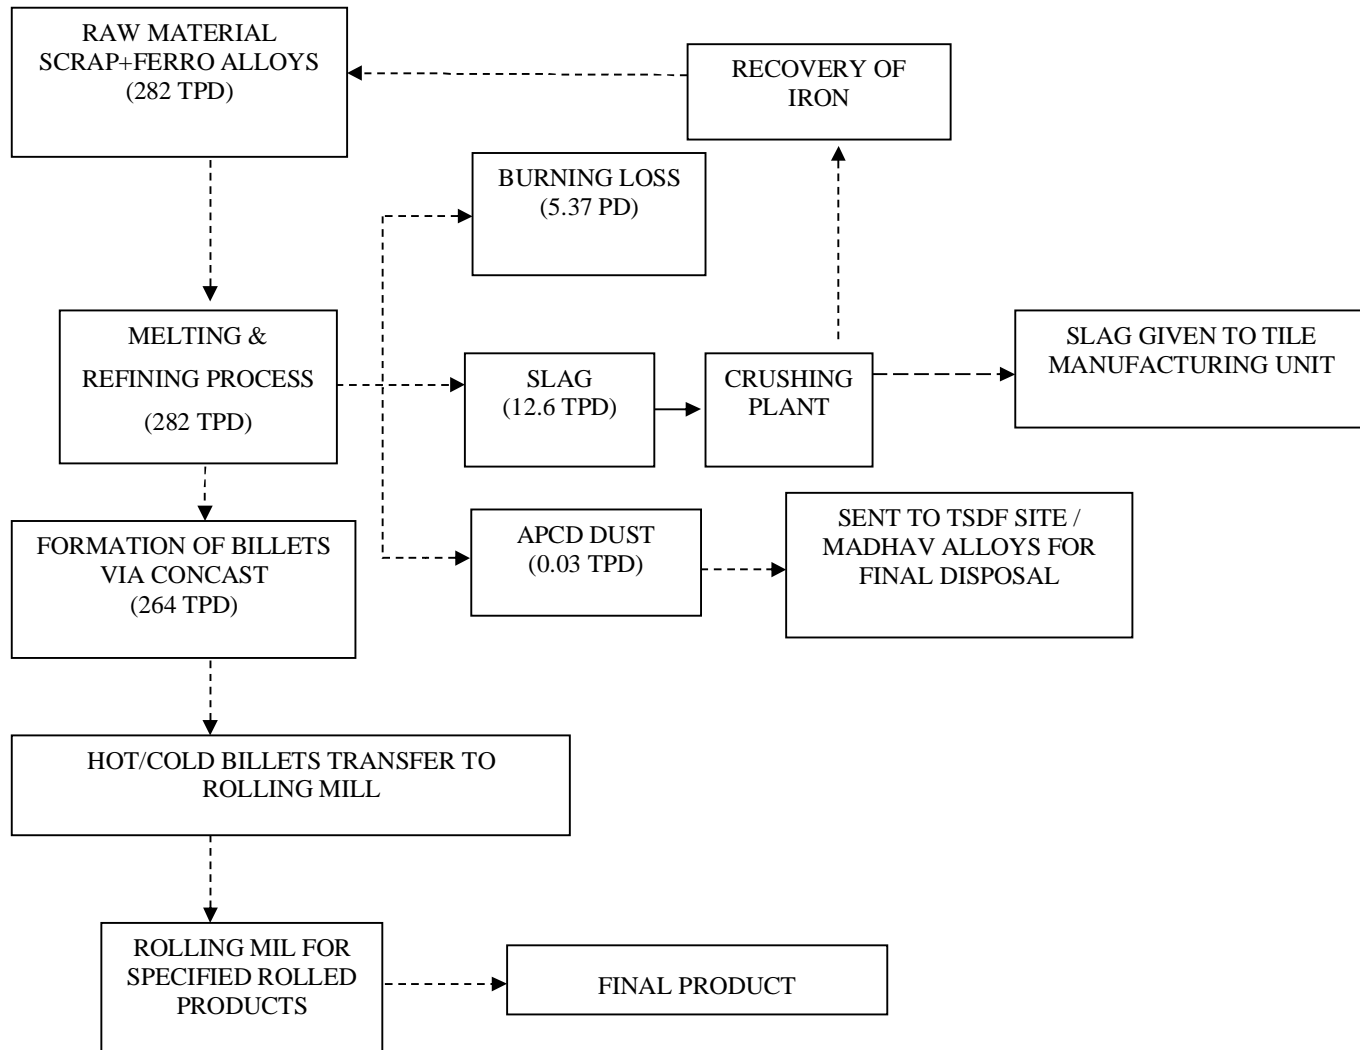 RAW MATERIAL
SCRAP+FERRO ALLOYS
(282 TPD)
RECOVERY OF
IRON
BURNING LOSS
(5.37 PD)
MELTING &
REFINING PROCESS
(282 TPD)
SLAG
(12.6 TPD)
CRUSHING
PLANT
SLAG GIVEN TO TILE
MANUFACTURING UNIT
FORMATION OF BILLETS
VIA CONCAST
(264 TPD)
APCD DUST
(0.03 TPD)
SENT TO TSDF SITE /
MADHAV ALLOYS FOR
FINAL DISPOSAL
HOT/COLD BILLETS TRANSFER TO
ROLLING MILL
ROLLING MIL FOR
SPECIFIED ROLLED
PRODUCTS
FINAL PRODUCT